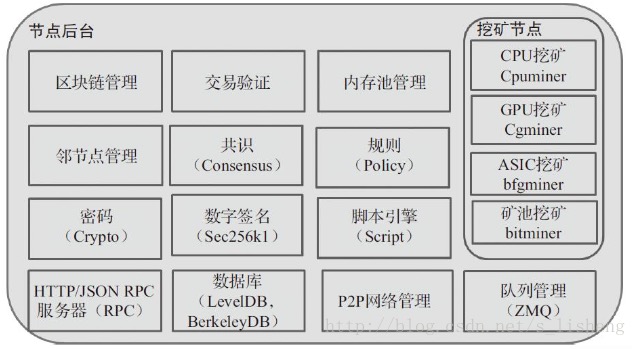 节点后台
挖矿节点
区块链管理
交易验证
内存池管理
CPU挖矿
Cpuminer
GPU挖矿
Cgminer
邻节点管理
共识
（Consensus）
规则
（Policy）
ASIC挖矿
bfgminer
密码
（Crypto）
数字签名
（Sec256k1）
脚本引擎
（Script）
矿池挖矿
bitminer
HTTP/JSON RPC
服务器（RPC）
数据库
（LevelDB，
BerkeleyDB）
P2P网络管理
队列管理
（ZMQ）
http://blog.csdn.net/s_lisheng